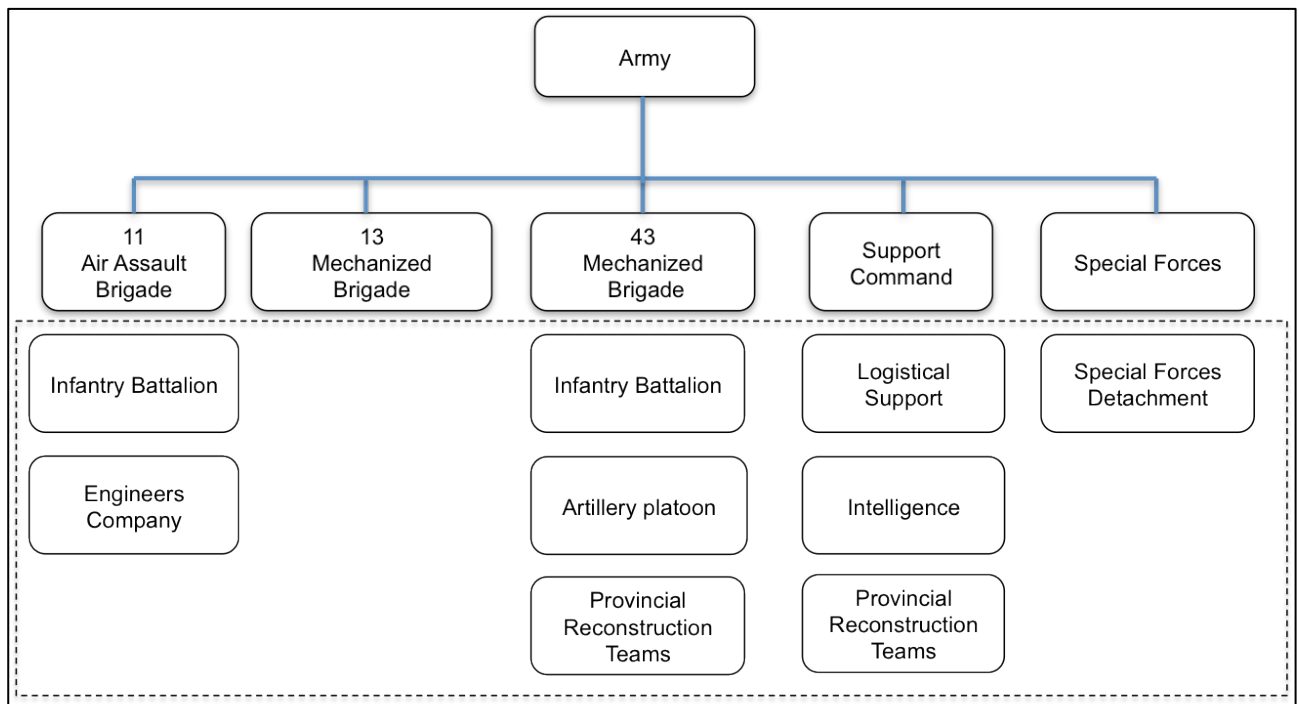 Army
11
Air Assault
Brigade
13
Mechanized
Brigade
43
Mechanized
Brigade
Support
Command
Special Forces
Infantry Battalion
Infantry Battalion
Logistical
Support
Special Forces
Detachment
Engineers
Company
Artillery platoon
Intelligence
Provincial
Reconstruction
Teams
Provincial
Reconstruction
Teams